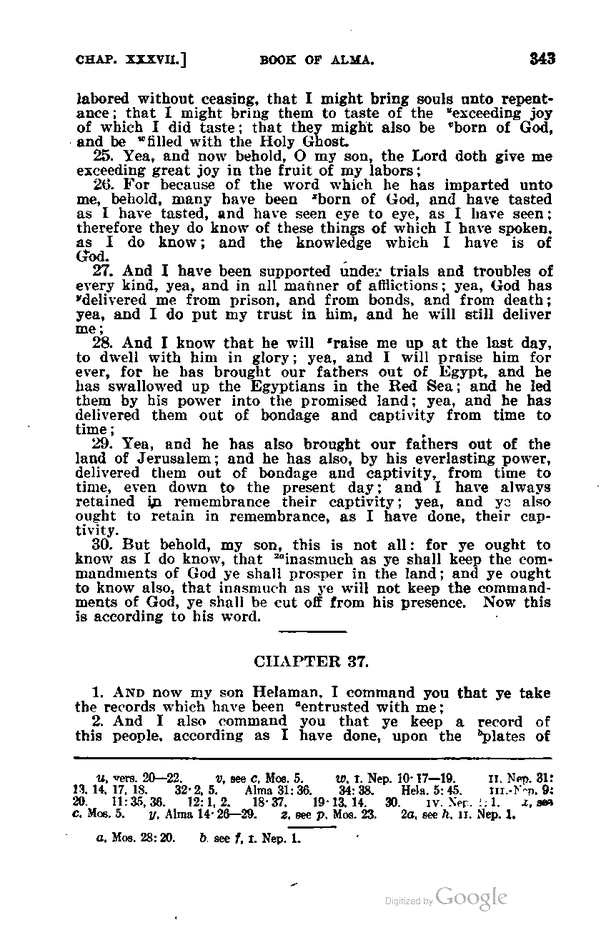 CHAP. XXXVII.] BOOK OF ALMA. 343
labored without ceasing, that I might bring souls unto repent-
ance; that I might bring them to taste of the ᵘexceeding joy
of which I did taste; that they might also be ᵛborn of God,
and be ʷfilled with the Holy Ghost.
25. Yea, and now behold, O my son, the Lord doth give me
exceeding great joy in the fruit of my labors;
26. For because of the word which he has imparted unto
me, behold, many have been ˣborn of God, and have tasted
as I have tasted, and have seen eye to eye, as I have seen;
therefore they do know of these things of which I have spoken,
as I do know; and the knowledge which I have is of
God.
27. And I have been supported under trials and troubles of
every kind, yea, and in all manner of afflictions; yea, God has
ʸdelivered me from prison, and from bonds, and from death;
yea, and I do put my trust in him, and he will still deliver
me;
28. And I know that he will ᶻraise me up at the last day,
to dwell with him in glory; yea, and I will praise him for
ever, for he has brought our fathers out of Egypt, and he
has swallowed up the Egyptians in the Red Sea; and he led
them by his power into the promised land; yea, and he has
delivered them out of bondage and captivity from time to
time;
29. Yea, and he has also brought our fathers out of the
land of Jerusalem; and he has also, by his everlasting power,
delivered them out of bondage and captivity, from time to
time, even down to the present day; and I have always
retained in remembrance their captivity; yea, and ye also
ought to retain in remembrance, as I have done, their cap-
tivity.
30. But behold, my son, this is not all: for ye ought to
know as I do know, that ²ᵃinasmuch as ye shall keep the com-
mandments of God ye shall prosper in the land; and ye ought
to know also, that inasmuch as ye will not keep the command-
ments of God, ye shall be cut off from his presence. Now this
is according to his word.
CHAPTER 37.
1. AND now my son Helaman, I command you that ye take
the records which have been ᵃentrusted with me;
2. And I also command you that ye keep a record of
this people, according as I have done, upon the ᵇplates of
u, vers. 20—22. v, see c, Mos. 5. w, I. Nep. 10:17—19. II. Nep. 31:
13, 14, 17, 18. 32:2, 5. Alma 31:36. 34:38. Hela. 5:45. III. Nep. 9:
20. 11:35, 36. 12:1, 2. 18:37. 19:13, 14. 30. IV. Nep. 1. x, see
c, Mos. 5. y, Alma 14:26—29. z, see p, Mos. 23. 2a, see h, II. Nep. 1.
a, Mos. 28:20. b, see f, I. Nep. 1.
Digitized by Google